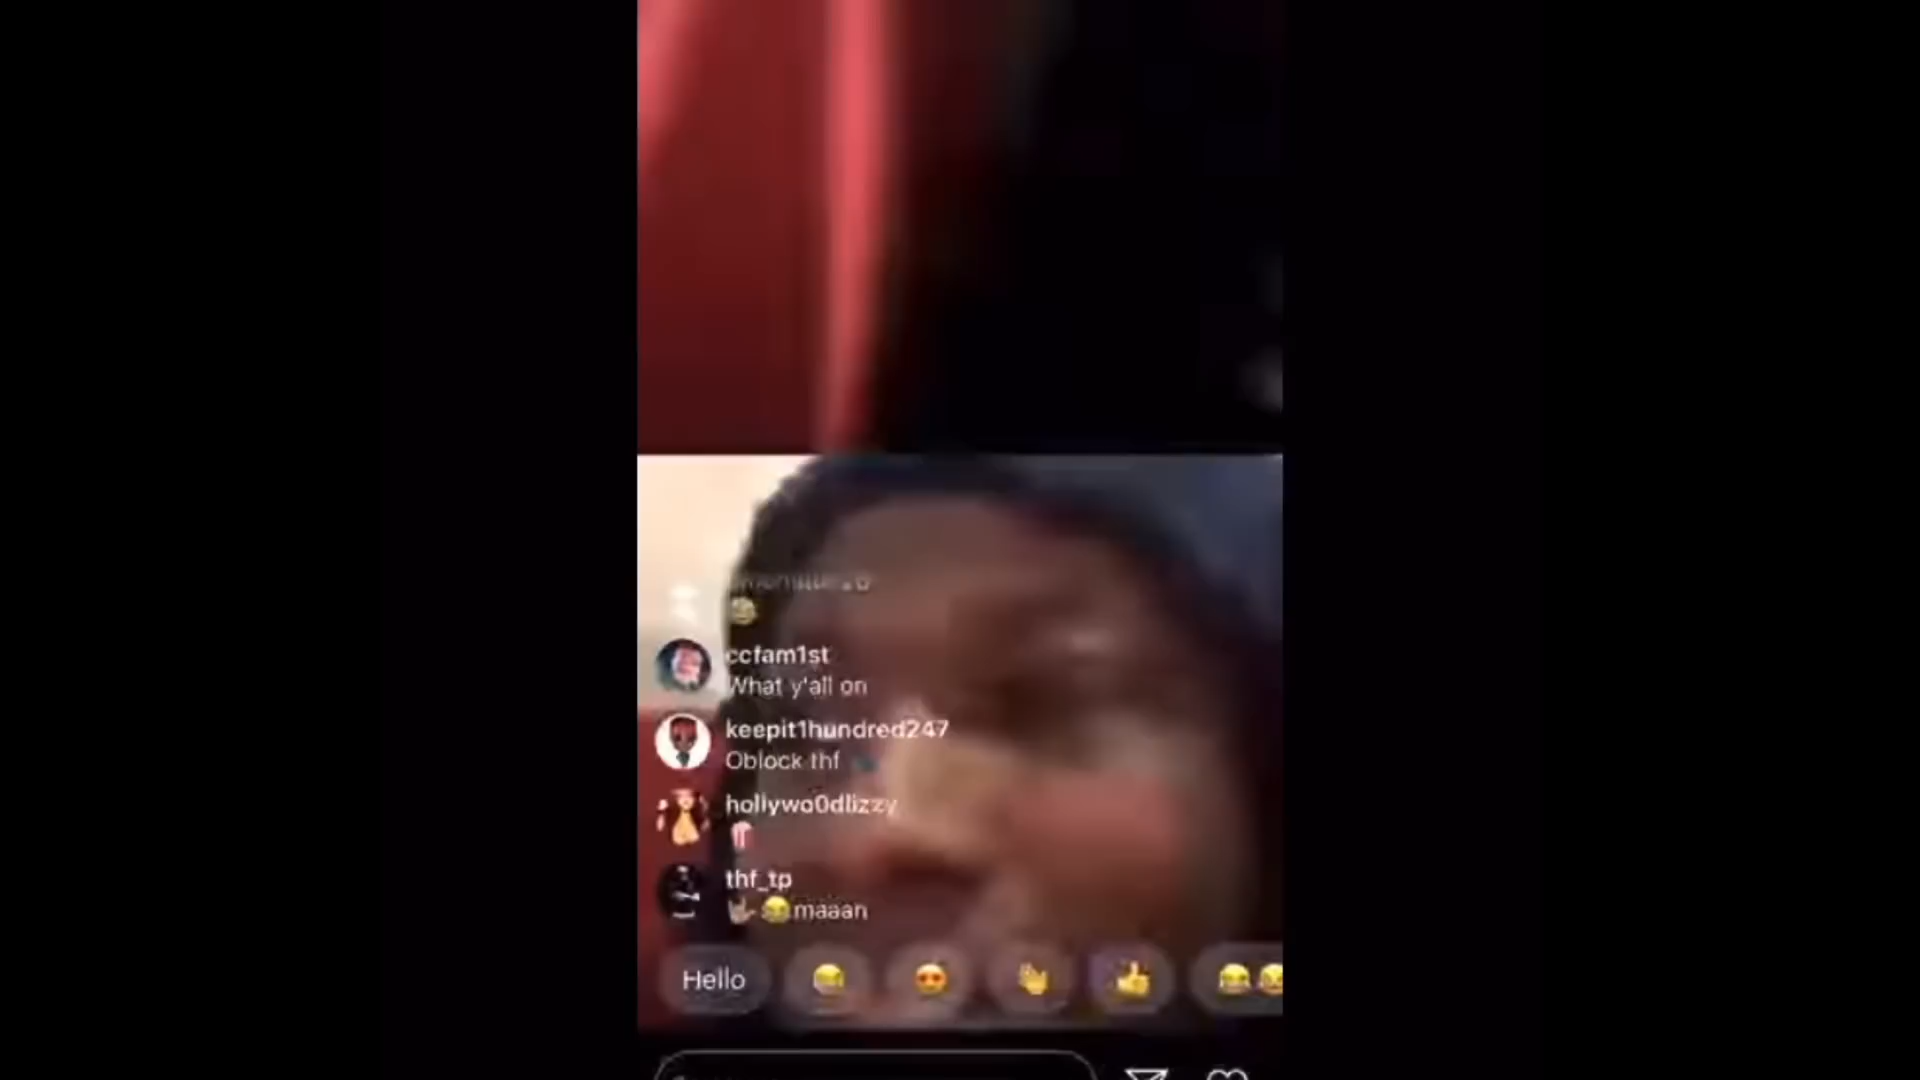 ccfam1st
What y'all on
keepit1hundred247
Oblock thf
hollywo0dlizzy
thf_tp
😂maaan
Hello